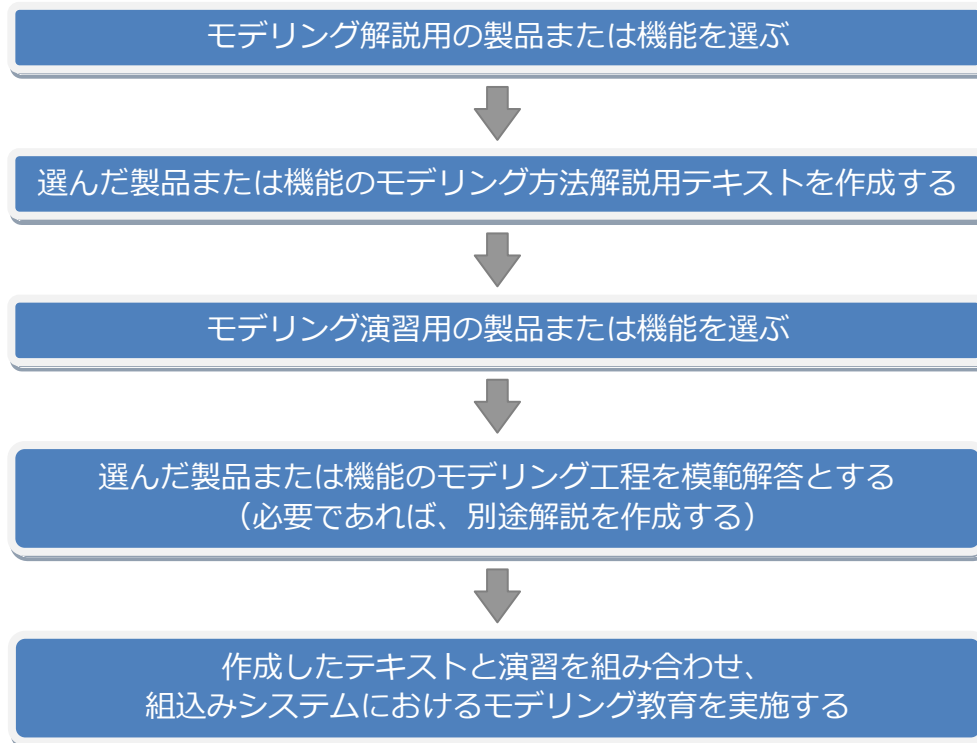 モデリング解説用の製品または機能を選ぶ
選んだ製品または機能のモデリング方法解説用テキストを作成する
モデリング演習用の製品または機能を選ぶ
選んだ製品または機能のモデリング工程を模範解答とする
（必要であれば、別途解説を作成する）
作成したテキストと演習を組み合わせ、
組込みシステムにおけるモデリング教育を実施する